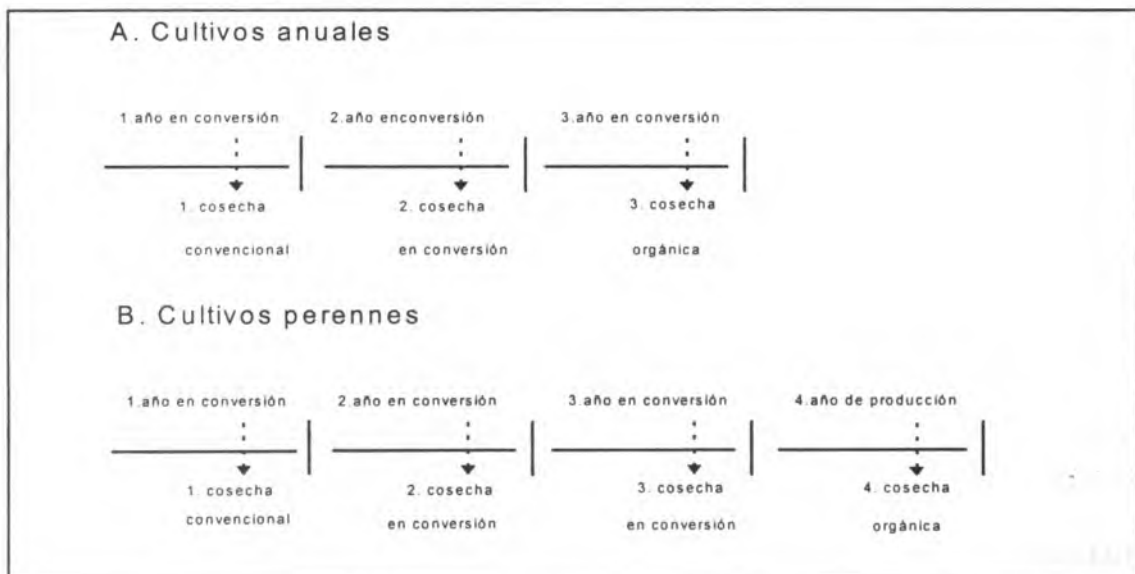 A. Cultivos anuales
1.año en conversión 2.año enconversión 3.año en conversión
1. cosecha 2. cosecha 3. cosecha
convencional en conversión orgánica
B. Cultivos perennes
1.año en conversión 2.año en conversión 3.año en conversión 4.año de producción
1. cosecha 2. cosecha 3. cosecha 4. cosecha
convencional en conversión en conversión orgánica